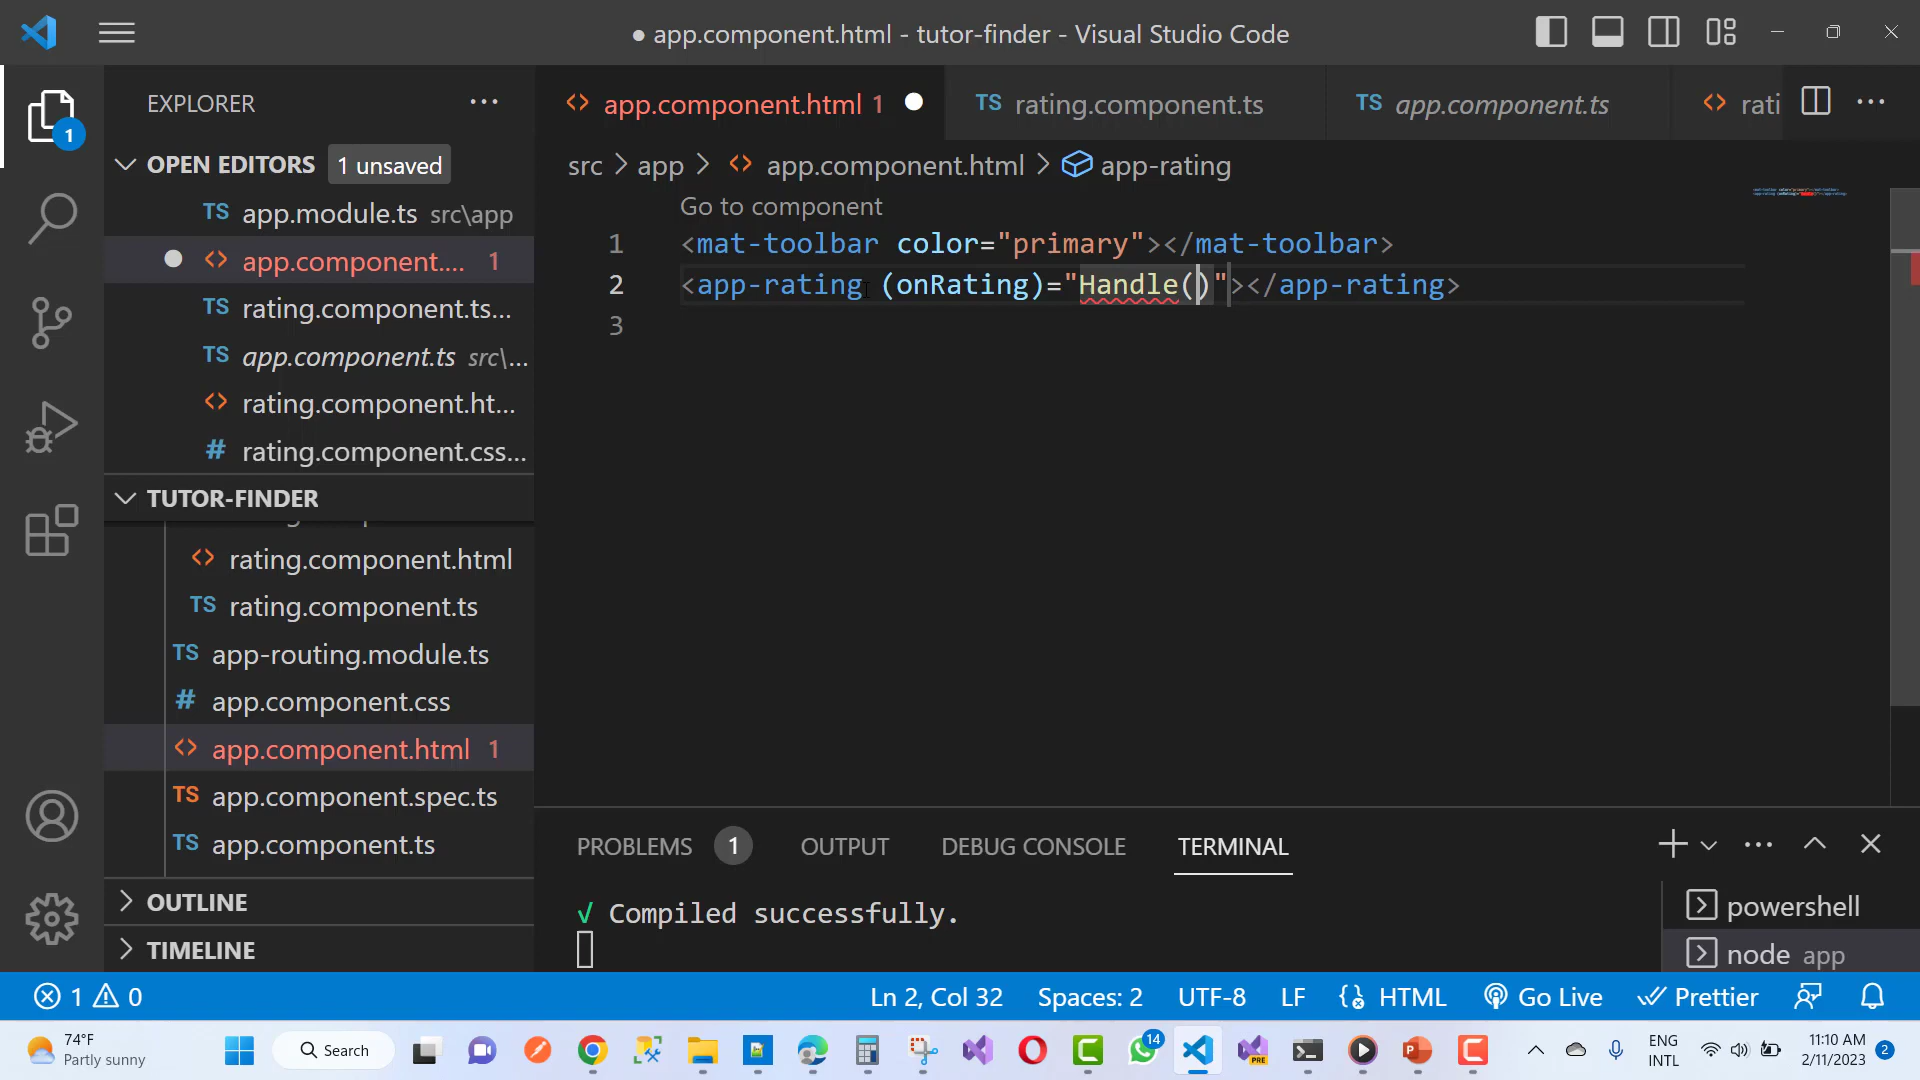 ● app.component.html - tutor-finder - Visual Studio Code
EXPLORER
app.component.html 1
TS rating.component.ts
TS app.component.ts
rati
1
OPEN EDITORS 1 unsaved
src > app > app.component.html > app-rating
TS app.module.ts src\app
app.component.... 1
TS rating.component.ts...
TS app.component.ts src\...
rating.component.ht...
# rating.component.css...
Go to component
1 <mat-toolbar color="primary"></mat-toolbar>
2 <app-rating (onRating)="Handle()"></app-rating>
3
TUTOR-FINDER
rating.component.html
TS rating.component.ts
TS app-routing.module.ts
# app.component.css
app.component.html 1
TS app.component.spec.ts
TS app.component.ts
OUTLINE
TIMELINE
PROBLEMS 1 OUTPUT DEBUG CONSOLE TERMINAL
√ Compiled successfully.
powershell
node app
1 0
Ln 2, Col 32 Spaces: 2 UTF-8 LF HTML Go Live Prettier
74°F
Partly sunny
Search
14
PRE
ENG
INTL
11:10 AM
2/11/2023
2